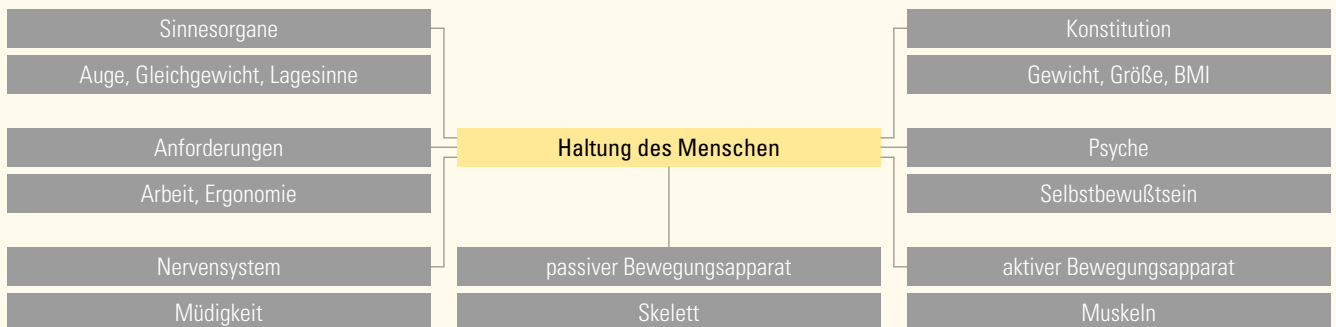 Sinnesorgane
Auge, Gleichgewicht, Lagesinne
Konstitution
Gewicht, Größe, BMI
Anforderungen
Arbeit, Ergonomie
Haltung des Menschen
Psyche
Selbstbewußtsein
Nervensystem
Müdigkeit
passiver Bewegungsapparat
Skelett
aktiver Bewegungsapparat
Muskeln